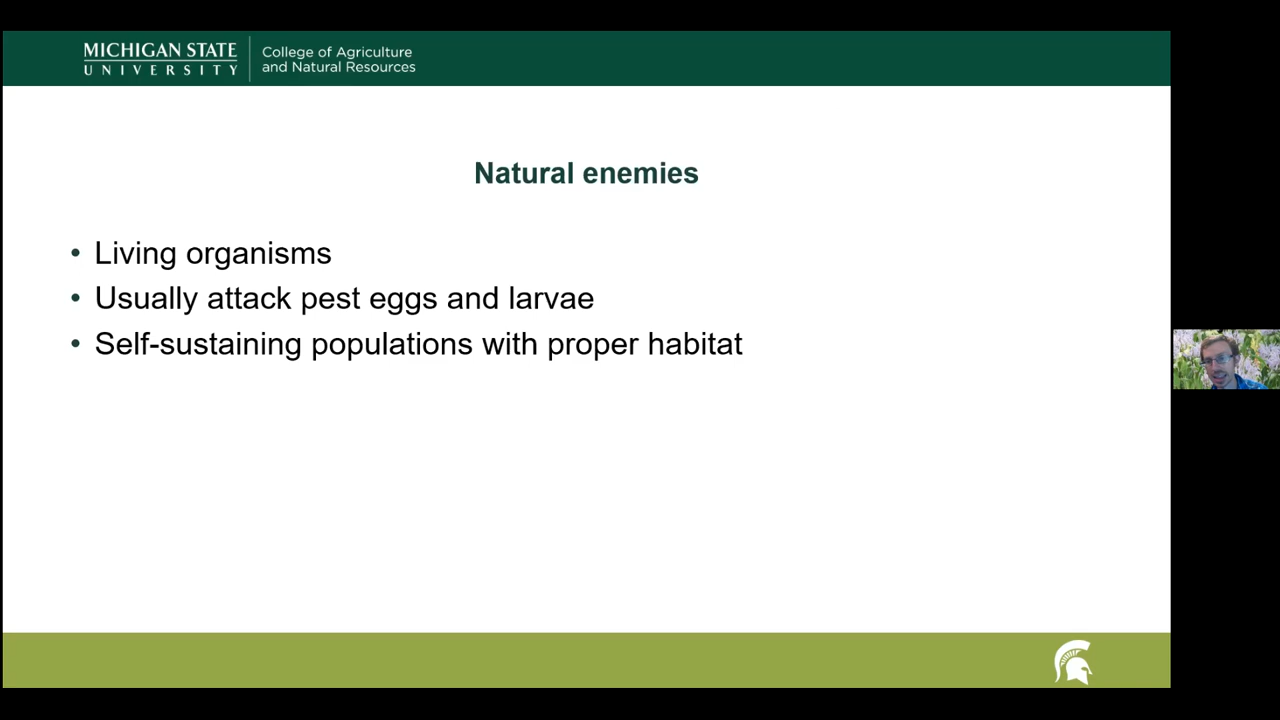 MICHIGAN STATE
UNIVERSITY
College of Agriculture
and Natural Resources
Natural enemies
• Living organisms
• Usually attack pest eggs and larvae
• Self-sustaining populations with proper habitat